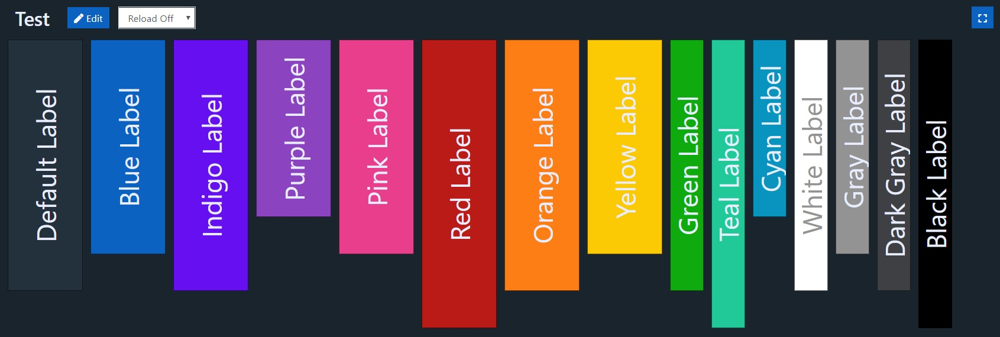 Test
Edit
Reload Off
Default Label
Blue Label
Indigo Label
Purple Label
Pink Label
Red Label
Orange Label
Yellow Label
Green Label
Teal Label
Cyan Label
White Label
Gray Label
Dark Gray Label
Black Label